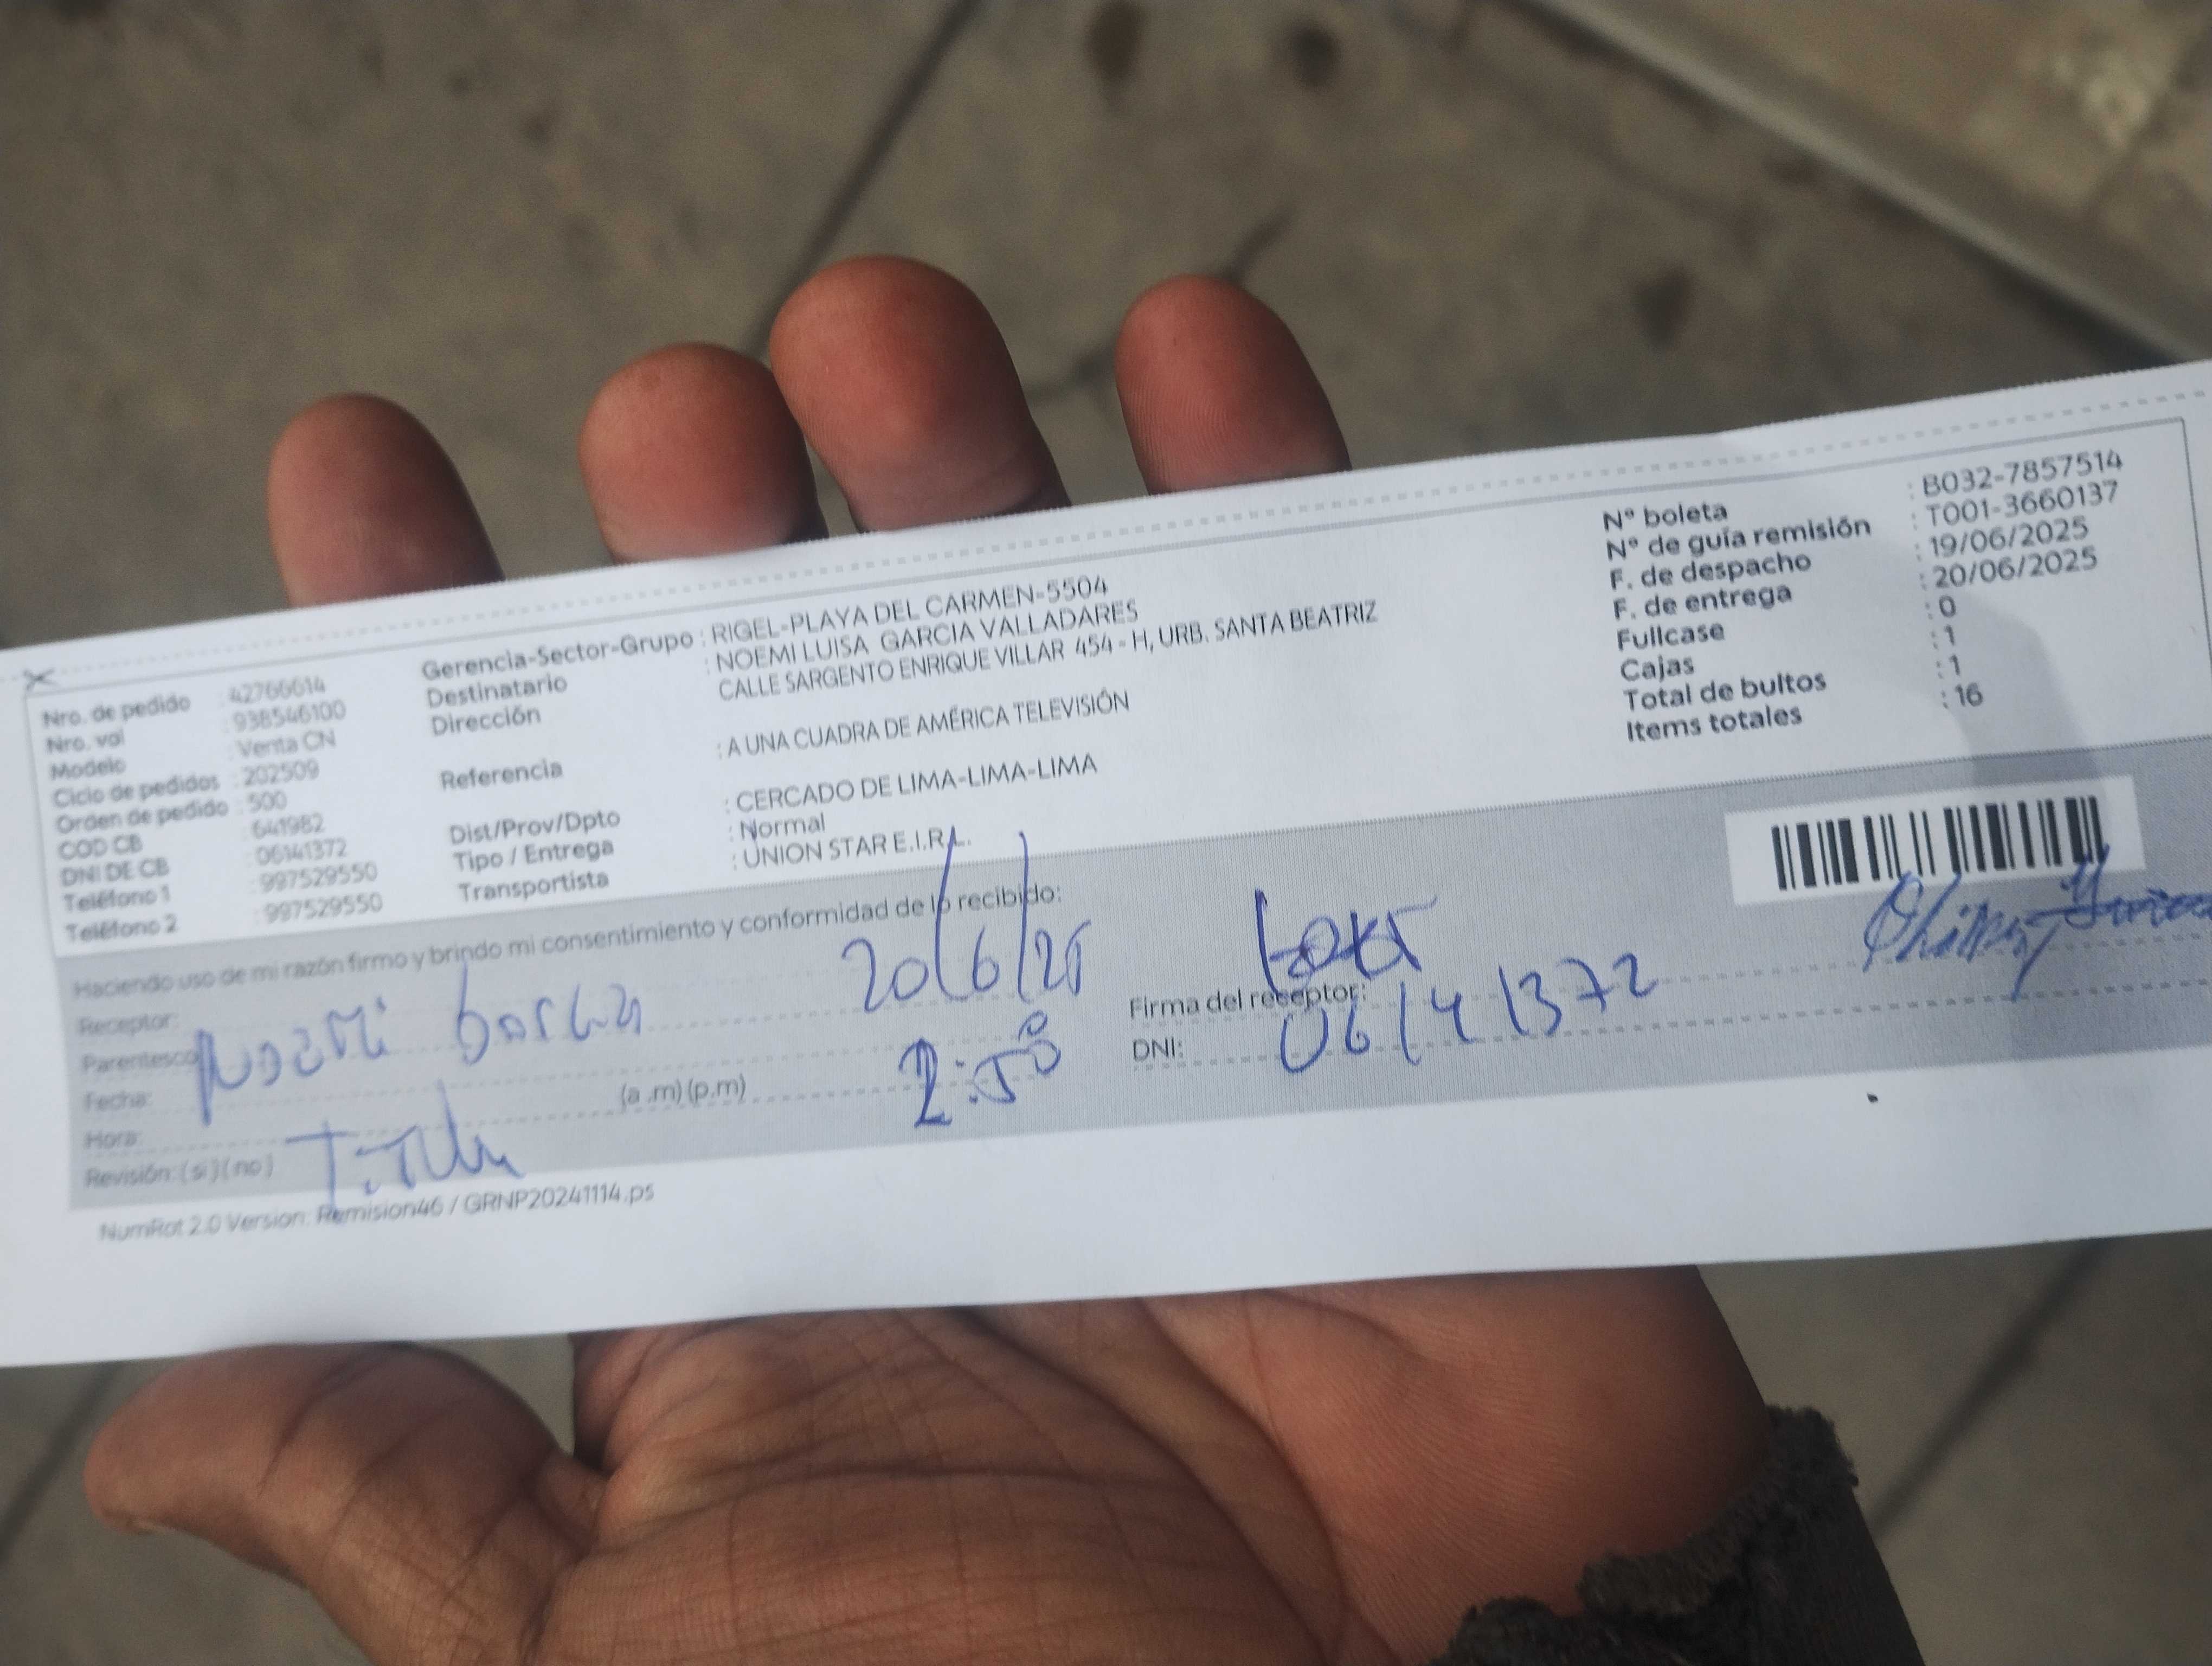 Nro. de pedido : 42766614
Nro. val : 938546100
Modelo : Venta CN
Ciclo de pedidos : 202509
Orden de pedido : 500
COD CB : 641982
DNI DE CB : 06141372
Teléfono 1 : 997529550
Teléfono 2 : 997529550
Gerencia-Sector-Grupo : RIGEL-PLAYA DEL CARMEN-5504
Destinatario : NOEMI LUISA GARCIA VALLADARES
Dirección CALLE SARGENTO ENRIQUE VILLAR 454 - H, URB. SANTA BEATRIZ
Referencia : A UNA CUADRA DE AMÉRICA TELEVISIÓN
Dist/Prov/Dpto : CERCADO DE LIMA-LIMA-LIMA
Tipo / Entrega : Normal
Transportista : UNION STAR E.I.R.L.
N° boleta : B032-7857514
N° de guía remisión : T001-3660137
F. de despacho : 19/06/2025
F. de entrega : 20/06/2025
Fullcase : 0
Cajas : 1
Total de bultos : 1
Items totales : 16
Haciendo uso de mi razón firmo y brindo mi consentimiento y conformidad de lo recibido:
Receptor:
Parentesco
Fecha:
Hora:
Revisión: (si) (no)
Noemi
20/6/25
(a .m) (p.m)
2:50
Firma del receptor:
DNI: 06141372
NumRot 2.0 Version: Remision46 / GRNP20241114.ps